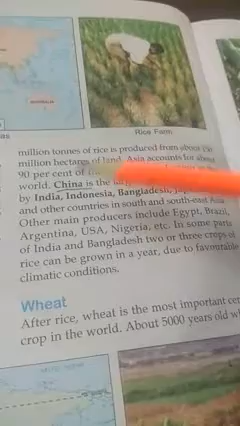 AUSTRALIA
Rice Farm
million tonnes of rice is produced from about 150
million hectares of land. Asia accounts for about
90 per cent of
world. China is the
by India, Indonesia, Bangladesh,
and other countries in south and south-east Asia
Other main producers include Egypt, Brazil,
Argentina, USA, Nigeria, etc. In some parts
of India and Bangladesh two or three crops of
rice can be grown in a year, due to favourable
climatic conditions.
Wheat
After rice, wheat is the most important
crop in the world. About 5000 years